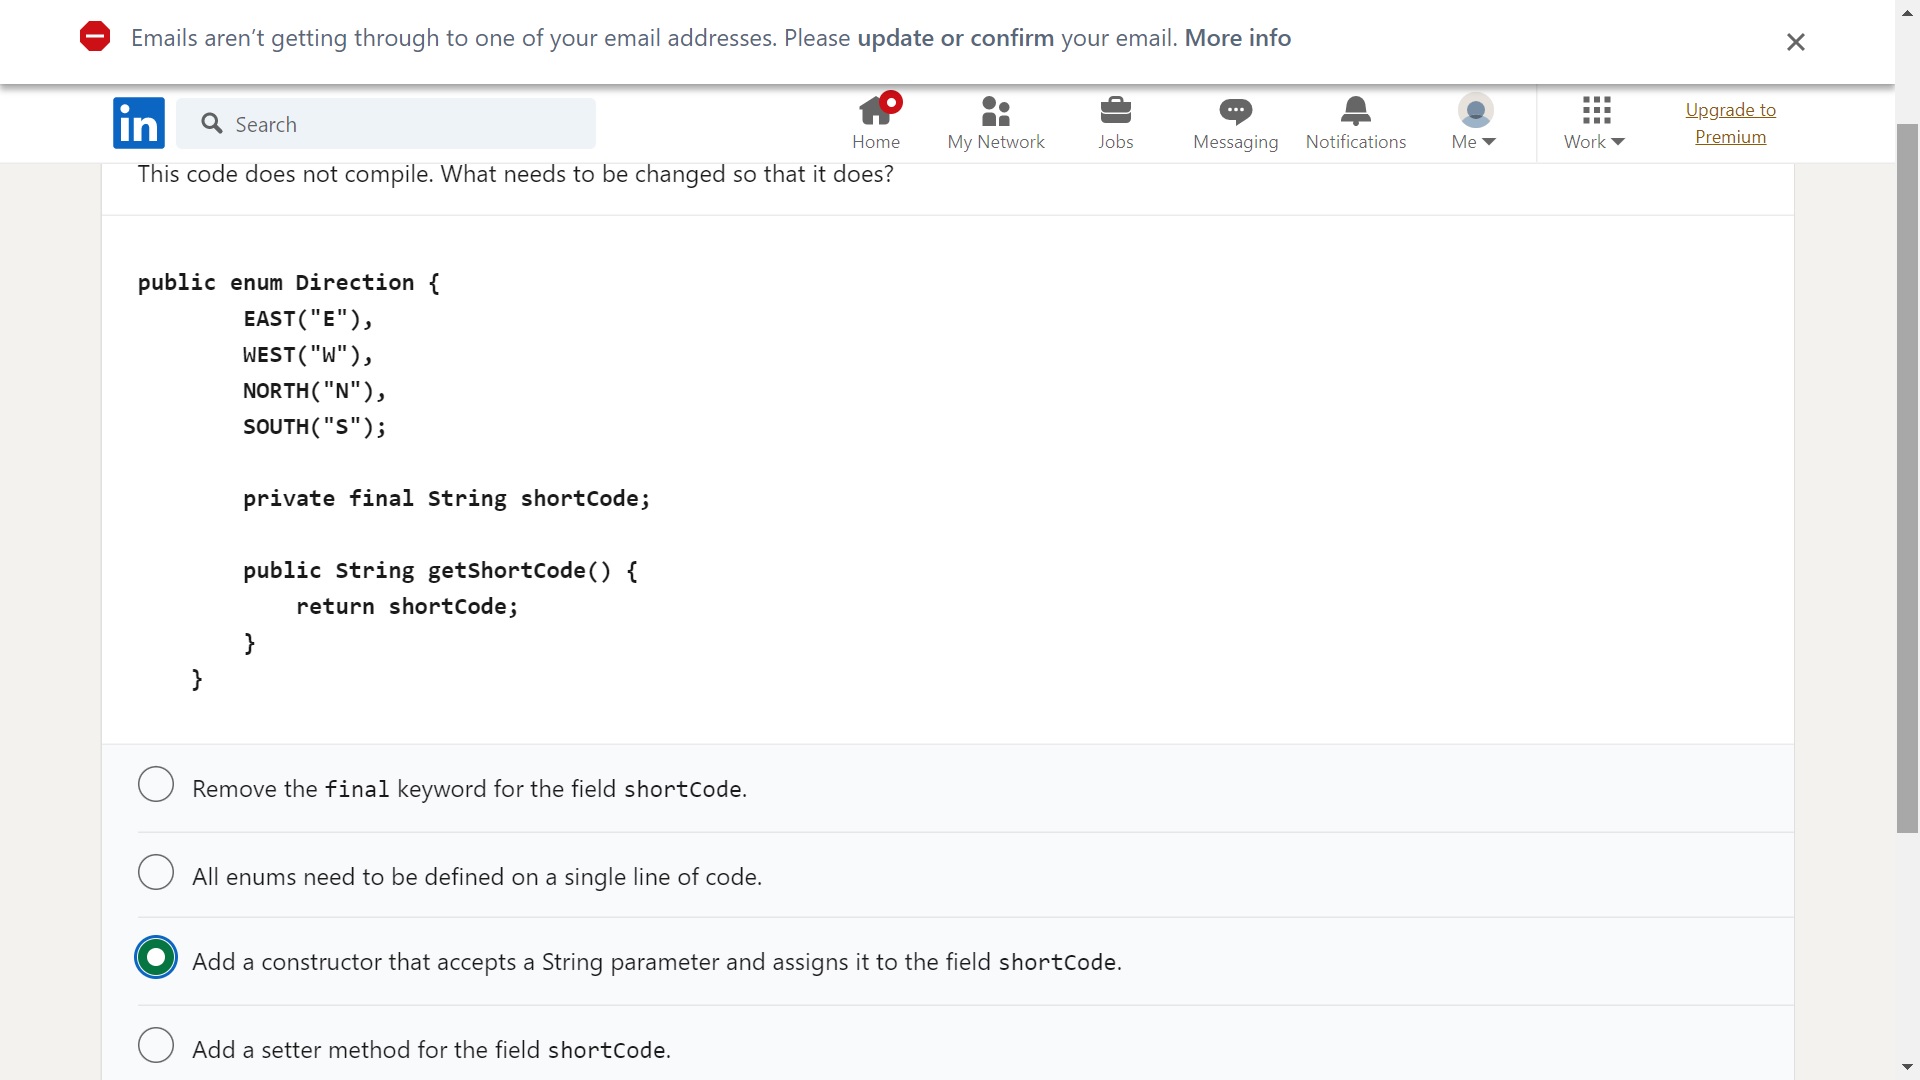 Emails aren't getting through to one of your email addresses. Please update or confirm your email. More info
in
Search
Home
My Network
Jobs
Messaging
Notifications
Me
Work
Upgrade to
Premium
This code does not compile. What needs to be changed so that it does?
public enum Direction {
EAST("E"),
WEST("W"),
NORTH("N"),
SOUTH("S");
private final String shortCode;
public String getShortCode() {
return shortCode;
}
}
Remove the final keyword for the field shortCode.
All enums need to be defined on a single line of code.
Add a constructor that accepts a String parameter and assigns it to the field shortCode.
Add a setter method for the field shortCode.